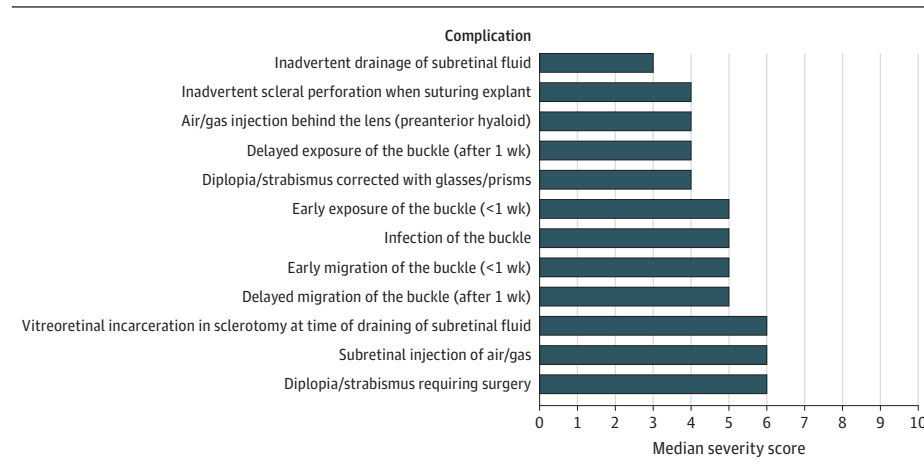 Complication
Inadvertent drainage of subretinal fluid
Inadvertent scleral perforation when suturing explant
Air/gas injection behind the lens (preanterior hyaloid)
Delayed exposure of the buckle (after 1 wk)
Diplopia/strabismus corrected with glasses/prisms
Early exposure of the buckle (<1 wk)
Infection of the buckle
Early migration of the buckle (<1 wk)
Delayed migration of the buckle (after 1 wk)
Vitreoretinal incarceration in sclerotomy at time of draining of subretinal fluid
Subretinal injection of air/gas
Diplopia/strabismus requiring surgery
0 1 2 3 4 5 6 7 8 9 10
Median severity score